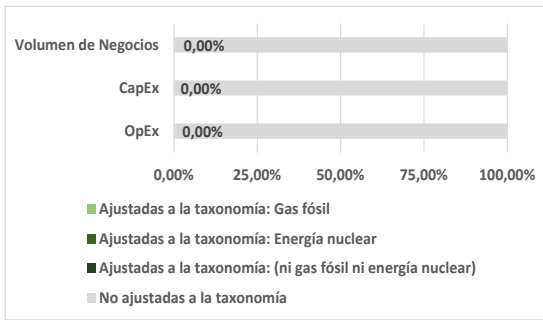 Volumen de Negocios 0,00%
CapEx 0,00%
OpEx 0,00%
0,00% 25,00% 50,00% 75,00% 100,00%
Ajustadas a la taxonomía: Gas fósil
Ajustadas a la taxonomía: Energía nuclear
Ajustadas a la taxonomía: (ni gas fósil ni energía nuclear)
No ajustadas a la taxonomía